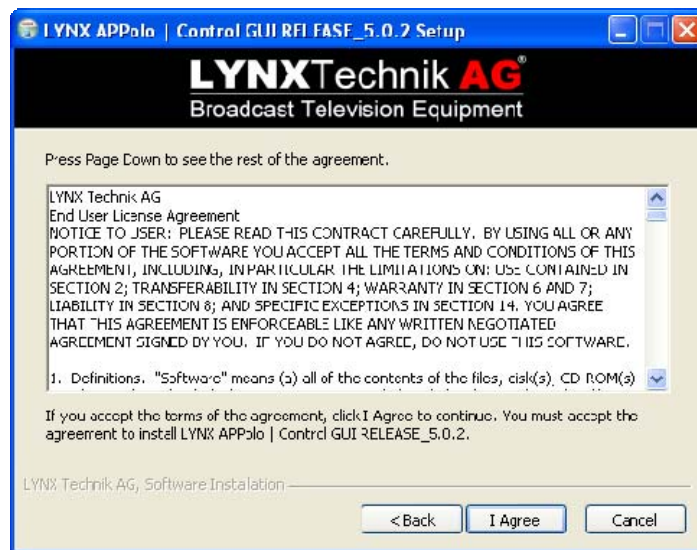 LYNX APPolo | Control GUI RELEASE_5.0.2 Setup
LYNXTechnik AG®
Broadcast Television Equipment
Press Page Down to see the rest of the agreement.
LYNX Technik AG
End User License Agreement
NOTICE TO USER: PLEASE READ THIS CONTRACT CAREFULLY. BY USING ALL OR ANY
PORTION OF THE SOFTWARE YOU ACCEPT ALL THE TERMS AND CONDITIONS OF THIS
AGREEMENT, INCLUDING, IN PARTICULAR THE LIMITATIONS ON: USE CONTAINED IN
SECTION 2; TRANSFERABILITY IN SECTION 4; WARRANTY IN SECTION 6 AND 7;
LIABILITY IN SECTION 8; AND SPECIFIC EXCEPTIONS IN SECTION 14. YOU AGREE
THAT THIS AGREEMENT IS ENFORCEABLE LIKE ANY WRITTEN NEGOTIATED
AGREEMENT SIGNED BY YOU. IF YOU DO NOT AGREE, DO NOT USE THIS SOFTWARE.
1. Definitions. "Software" means (a) all of the contents of the files, disk(s), CD-ROM(s)
If you accept the terms of the agreement, click I Agree to continue. You must accept the
agreement to install LYNX APPolo | Control GUI RELEASE_5.0.2.
LYNX Technik AG, Software Instalation
< Back I Agree Cancel